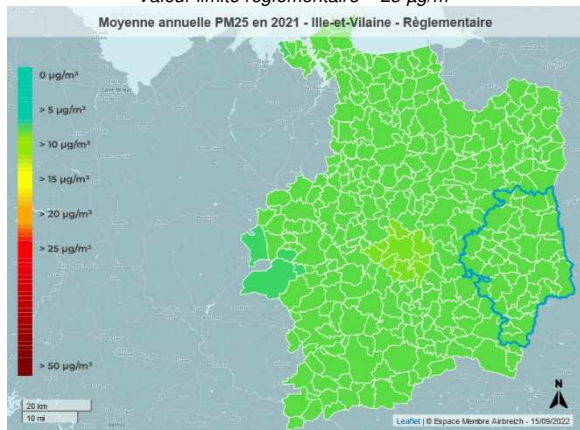 Valeur limite règlementaire = 25 µg/m³
Moyenne annuelle PM25 en 2021 - Ille-et-Vilaine - Règlementaire
0 µg/m³
> 5 µg/m³
> 10 µg/m³
> 15 µg/m³
> 20 µg/m³
> 25 µg/m³
> 50 µg/m³
20 km
10 mi
N
Leaflet | © Espace Membre Airbreizh - 15/09/2022